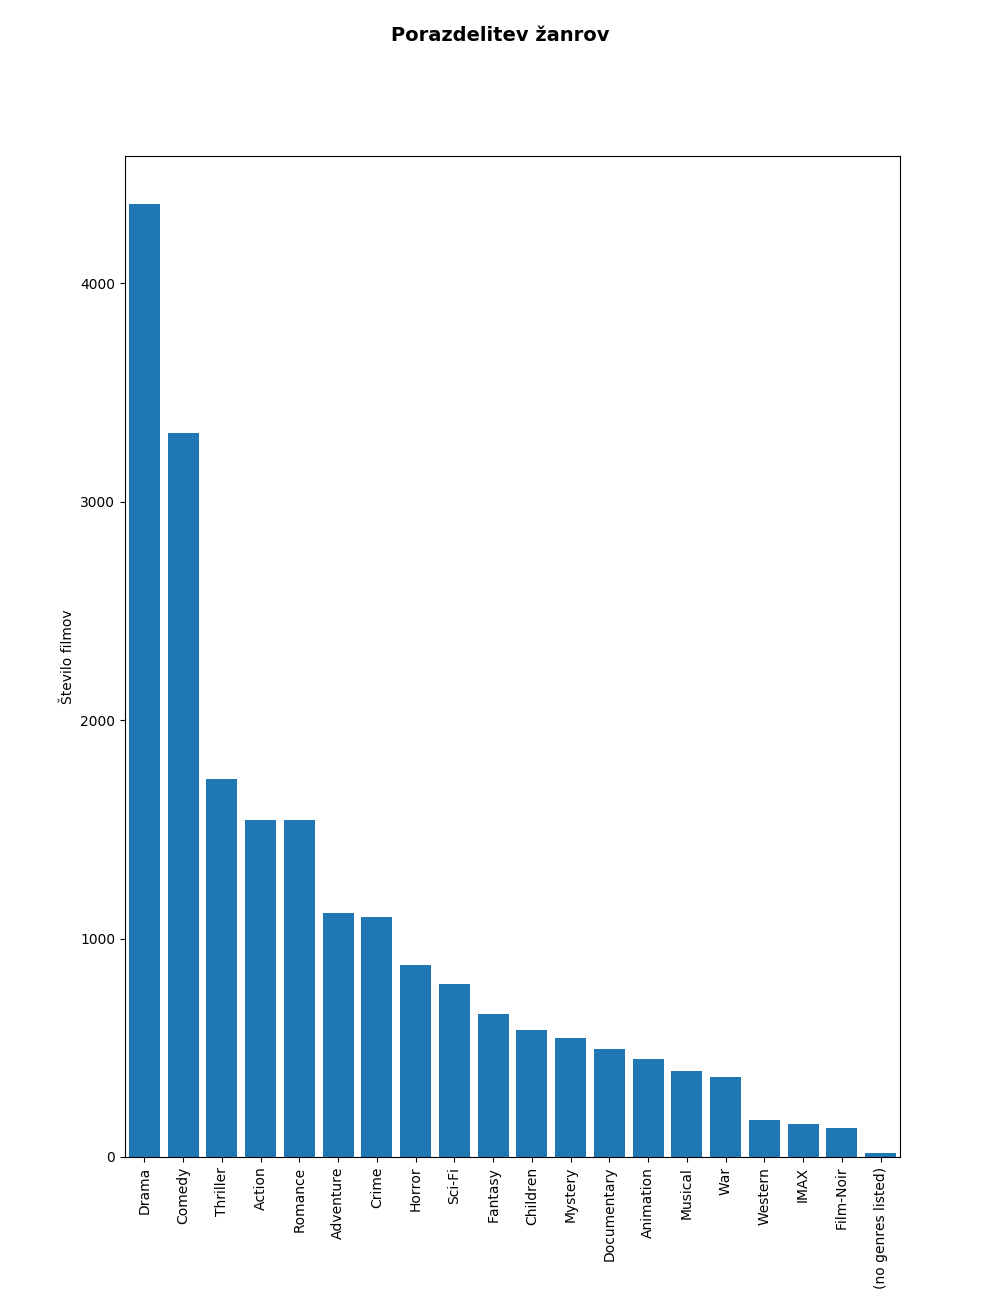 Porazdelitev žanrov
4000
3000
2000
1000
0
Število filmov
Drama
Comedy
Thriller
Action
Romance
Adventure
Crime
Horror
Sci-Fi
Fantasy
Children
Mystery
Documentary
Animation
Musical
War
Western
IMAX
Film-Noir
(no genres listed)